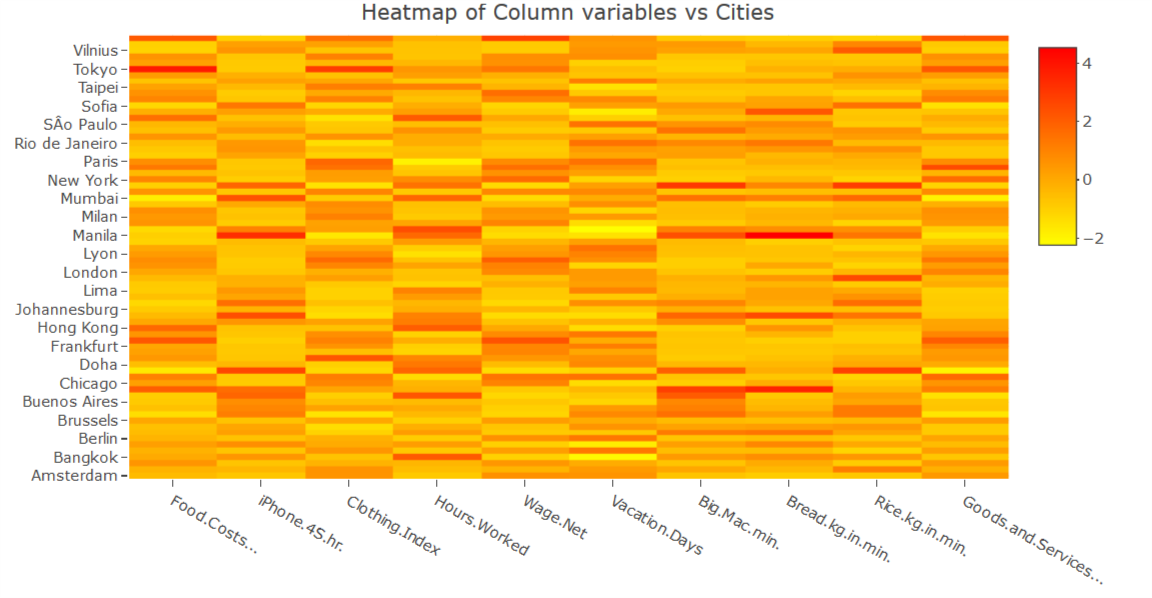 Heatmap of Column variables vs Cities
Vilnius
Tokyo
Taipei
Sofia
SÂo Paulo
Rio de Janeiro
Paris
New York
Mumbai
Milan
Manila
Lyon
London
Lima
Johannesburg
Hong Kong
Frankfurt
Doha
Chicago
Buenos Aires
Brussels
Berlin
Bangkok
Amsterdam
Food.Costs...
iPhone.4S.hr.
Clothing.Index
Hours.Worked
Wage.Net
Vacation.Days
Big.Mac.min.
Bread.kg.in.min.
Rice.kg.in.min.
Goods.and.Services...
4
2
0
−2